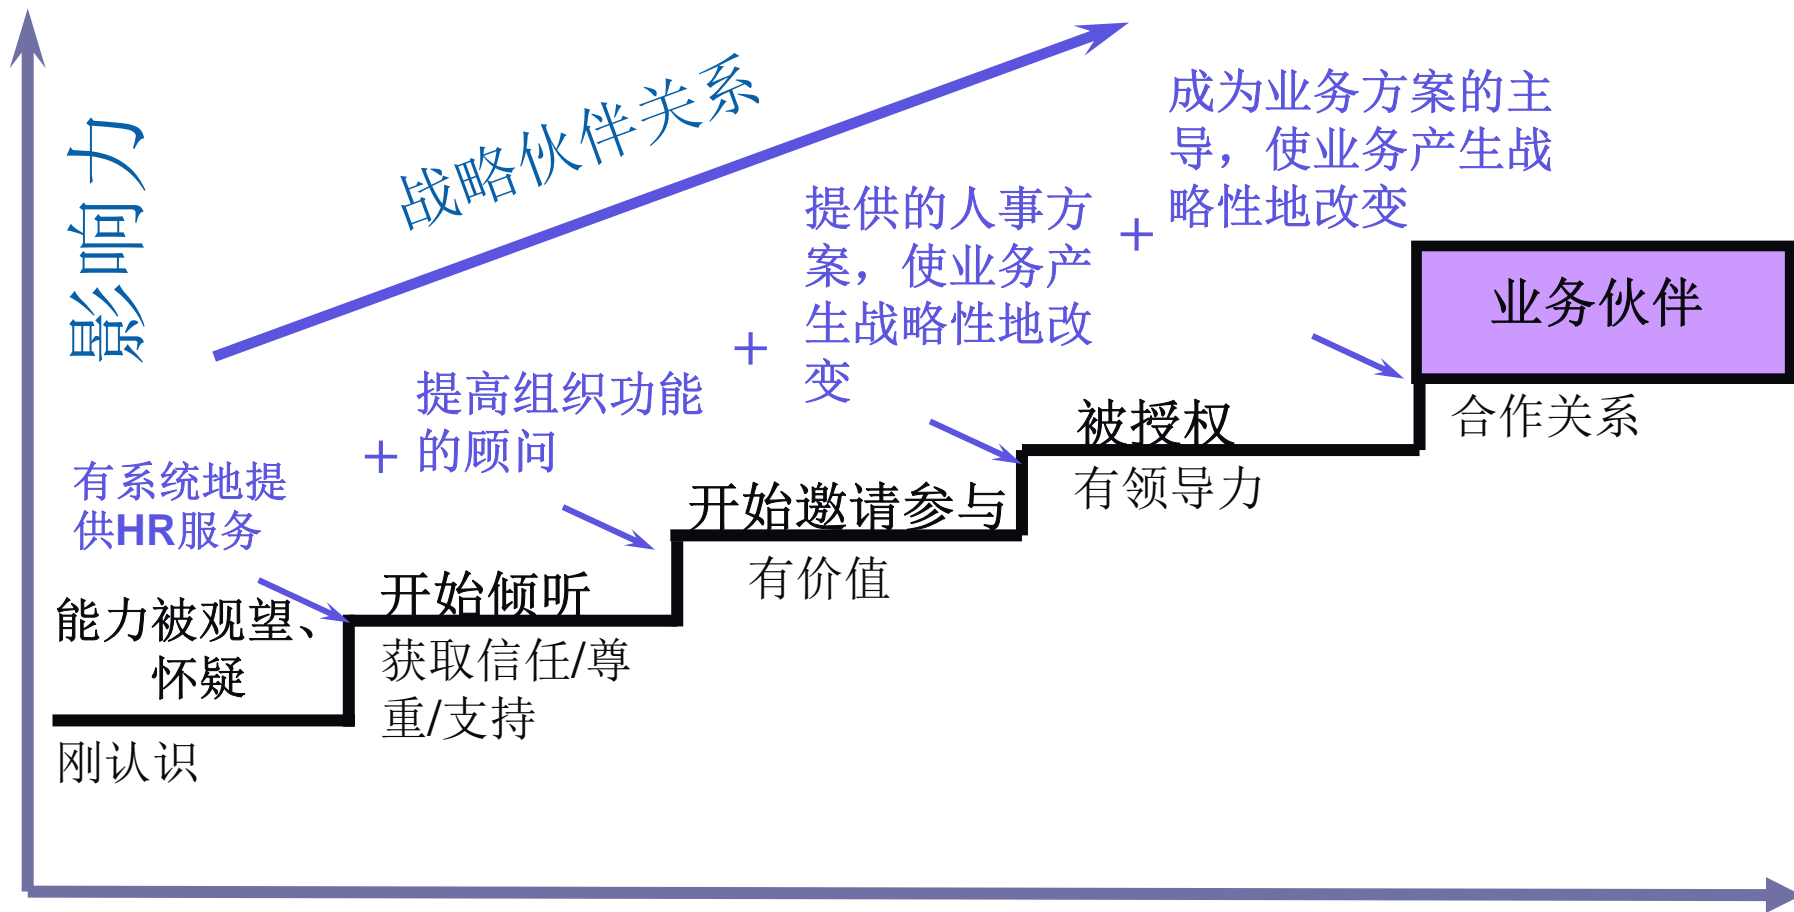 影响力
战略伙伴关系
成为业务方案的主
导，使业务产生战
略性地改变
+
提供的人事方
案，使业务产
生战略性地改
变
+
提高组织功能
的顾问
+
有系统地提
供HR服务
能力被观望、
怀疑
刚认识
开始倾听
获取信任/尊
重/支持
开始邀请参与
有价值
被授权
有领导力
业务伙伴
合作关系